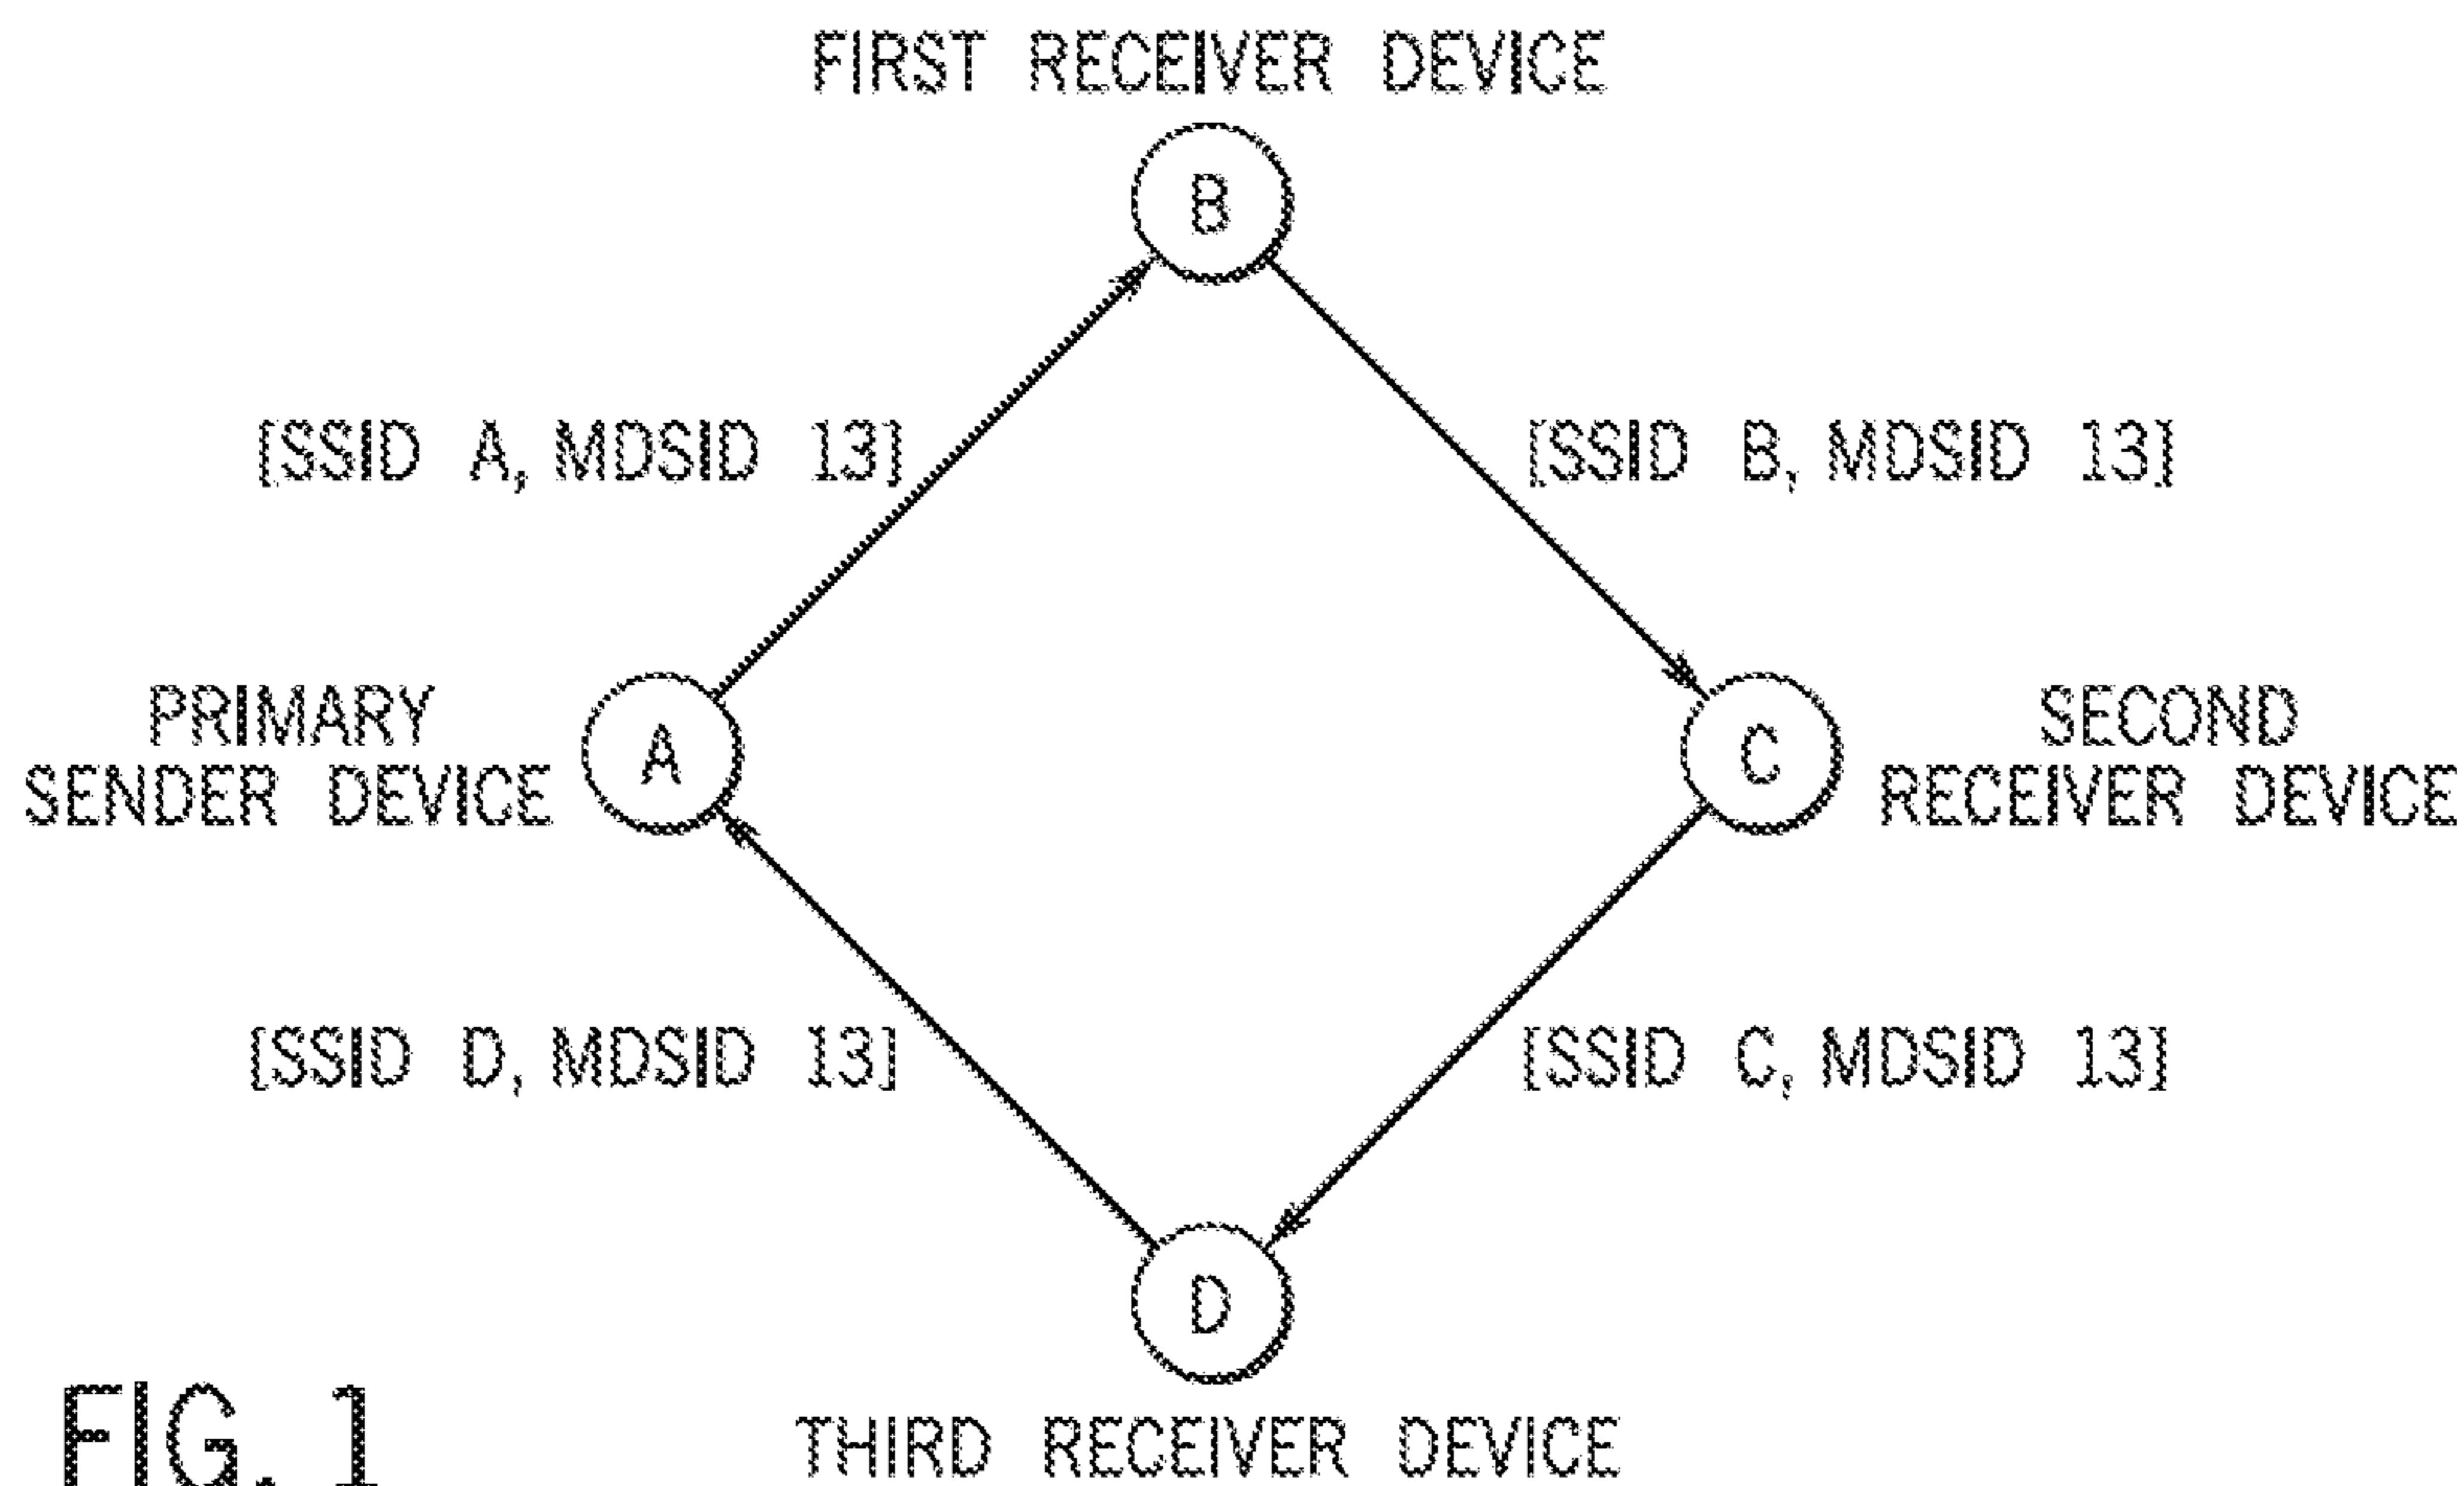 FIRST RECEIVER DEVICE
B
[SSID A, MDSID 13]
[SSID B, MDSID 13]
PRIMARY
SENDER DEVICE
A
C
SECOND
RECEIVER DEVICE
[SSID D, MDSID 13]
[SSID C, MDSID 13]
D
THIRD RECEIVER DEVICE
FIG. 1